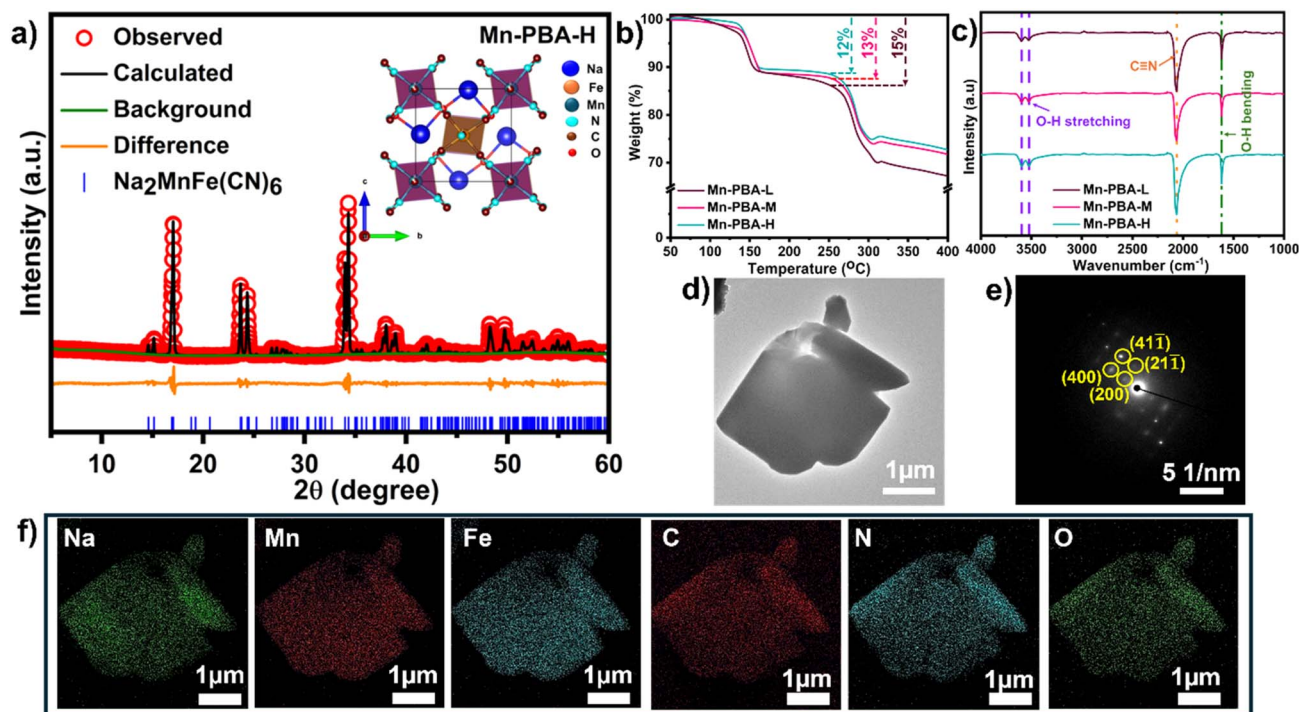 a)
Observed
Calculated
Background
Difference
Na₂MnFe(CN)₆
Mn-PBA-H
Na
Fe
Mn
N
C
O
c
b
Intensity (a.u.)
10 20 30 40 50 60
2θ (degree)
b)
100
90
80
70
0
Weight (%)
12%
13%
15%
Mn-PBA-L
Mn-PBA-M
Mn-PBA-H
50 100 150 200 250 300 350 400
Temperature (ᴼC)
c)
Intensity (a.u)
C≡N
O-H stretching
O-H bending
Mn-PBA-L
Mn-PBA-M
Mn-PBA-H
4000 3500 3000 2500 2000 1500 1000
Wavenumber (cm⁻¹)
d)
1µm
e)
(411̄)
(211̄)
(400)
(200)
5 1/nm
f)
Na
1µm
Mn
1µm
Fe
1µm
C
1µm
N
1µm
O
1µm